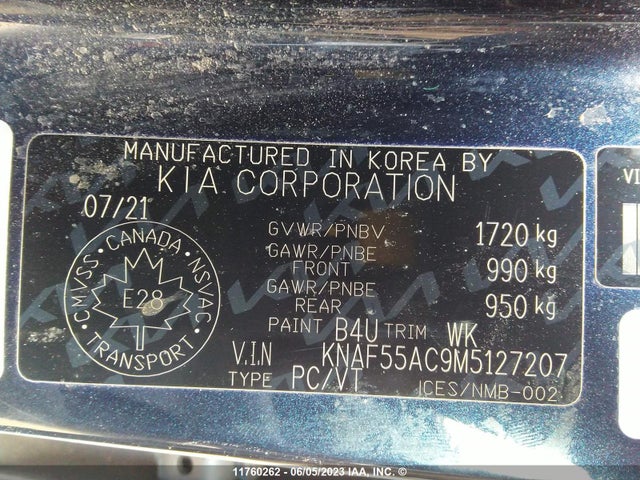 MANUFACTURED IN KOREA BY
KIA CORPORATION
07/21
GVWR/PNBV 1720 kg
GAWR/PNBE FRONT 990 kg
GAWR/PNBE REAR 950 kg
PAINT B4U TRIM WK
V.I.N KNAF55AC9M5127207
TYPE PC/VT
ICES/NMB-002
CMVSS · CANADA · NSVAC
E28
TRANSPORT
VI
11760262 - 06/05/2023 IAA, INC. ©